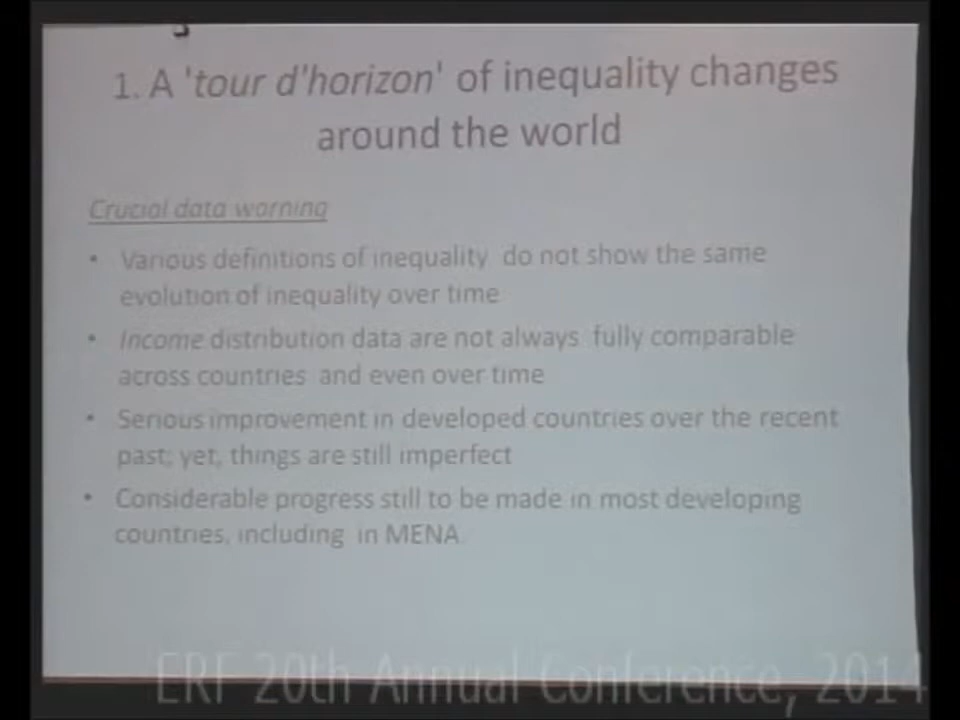 1. A 'tour d'horizon' of inequality changes
around the world
Crucial data warning
• Various definitions of inequality do not show the same
evolution of inequality over time
• Income distribution data are not always fully comparable
across countries and even over time
• Serious improvement in developed countries over the recent
past; yet, things are still imperfect
• Considerable progress still to be made in most developing
countries, including in MENA
ERF 20th Annual Conference, 2014